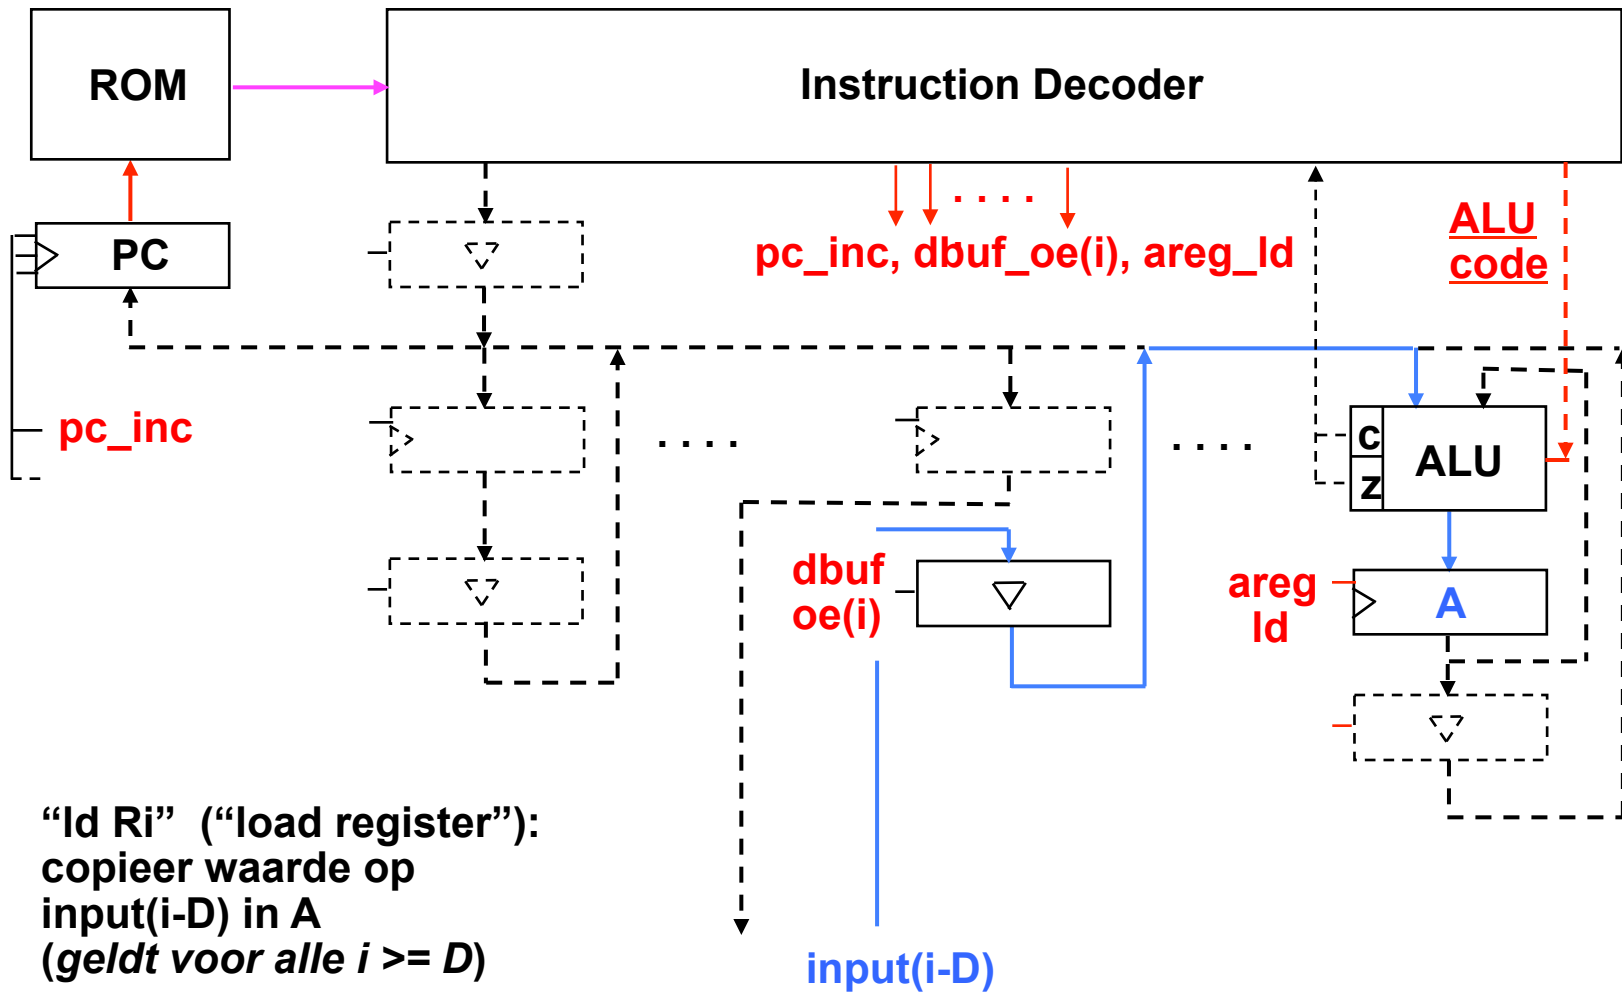 ROM
Instruction Decoder
PC
. . . .
pc_inc, dbuf_oe(i), areg_ld
ALU
code
pc_inc
. . . .
. . . .
c
z
ALU
dbuf
oe(i)
areg
ld
A
“ld Ri” (“load register”):
copieer waarde op
input(i-D) in A
(geldt voor alle i >= D)
input(i-D)